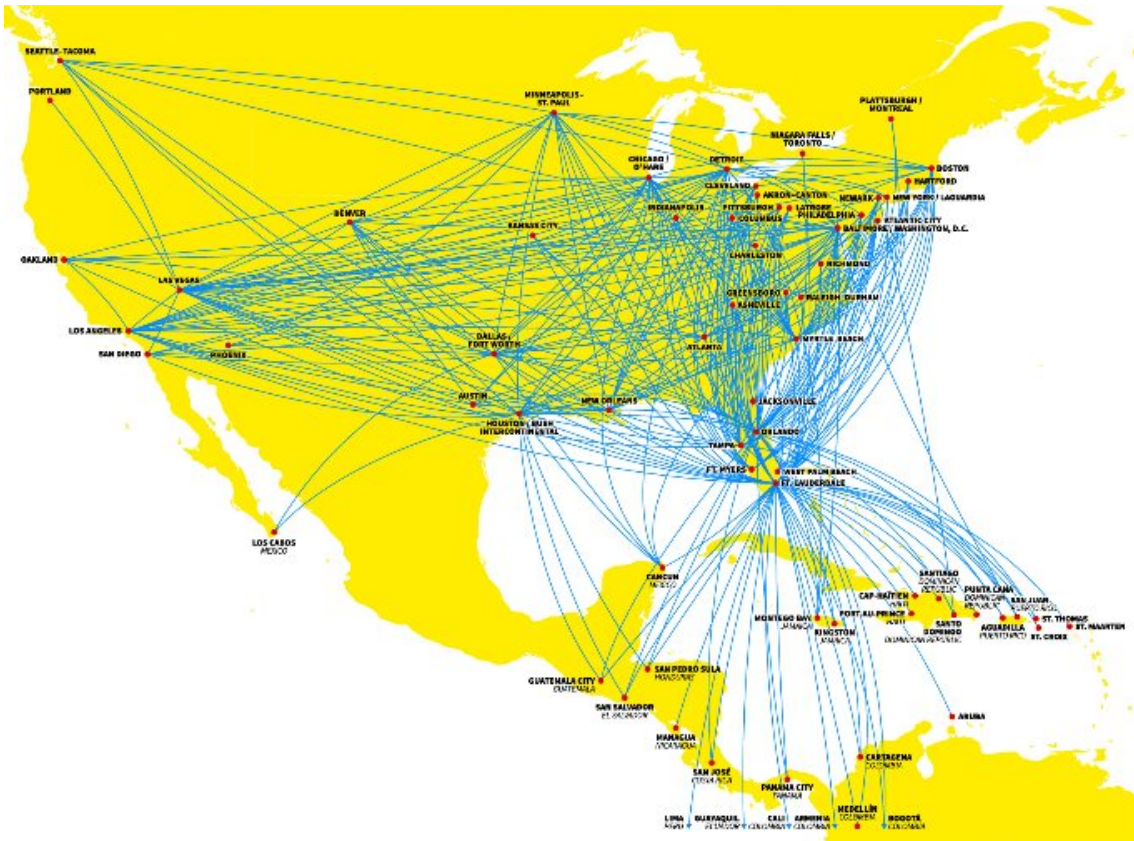 SEATTLE-TACOMA
PORTLAND
MINNEAPOLIS-
ST. PAUL
PLATTSBURGH /
MONTREAL
NIAGARA FALLS /
TORONTO
CHICAGO /
O'HARE
DETROIT
BOSTON
HARTFORD
CLEVELAND
AKRON-CANTON
NEWARK
NEW YORK / LAGUARDIA
PITTSBURGH
LATROBE
INDIANAPOLIS
COLUMBUS
PHILADELPHIA
ATLANTIC CITY
BALTIMORE / WASHINGTON, D.C.
DENVER
KANSAS CITY
CHARLESTON
RICHMOND
OAKLAND
LAS VEGAS
GREENSBORO
RALEIGH-DURHAM
ASHEVILLE
LOS ANGELES
SAN DIEGO
PHOENIX
DALLAS /
FORT WORTH
ATLANTA
MYRTLE BEACH
AUSTIN
NEW ORLEANS
JACKSONVILLE
HOUSTON / BUSH
INTERCONTINENTAL
ORLANDO
TAMPA
FT. MYERS
WEST PALM BEACH
FT. LAUDERDALE
LOS CABOS
MEXICO
CANCUN
MEXICO
SANTIAGO
DOMINICAN
REPUBLIC
PUNTA CANA
DOMINICAN
REPUBLIC
SAN JUAN
PUERTO RICO
CAP-HAÏTIEN
HAITI
PORT-AU-PRINCE
HAITI
MONTEGO BAY
JAMAICA
KINGSTON
JAMAICA
SANTO
DOMINGO
DOMINICAN REPUBLIC
AGUADILLA
PUERTO RICO
ST. THOMAS
ST. CROIX
ST. MAARTEN
SAN PEDRO SULA
HONDURAS
GUATEMALA CITY
GUATEMALA
SAN SALVADOR
EL SALVADOR
MANAGUA
NICARAGUA
ARUBA
SAN JOSÉ
COSTA RICA
PANAMA CITY
PANAMA
CARTAGENA
COLOMBIA
LIMA
PERU
GUAYAQUIL
ECUADOR
CALI
COLOMBIA
ARMENIA
COLOMBIA
MEDELLÍN
COLOMBIA
BOGOTÁ
COLOMBIA